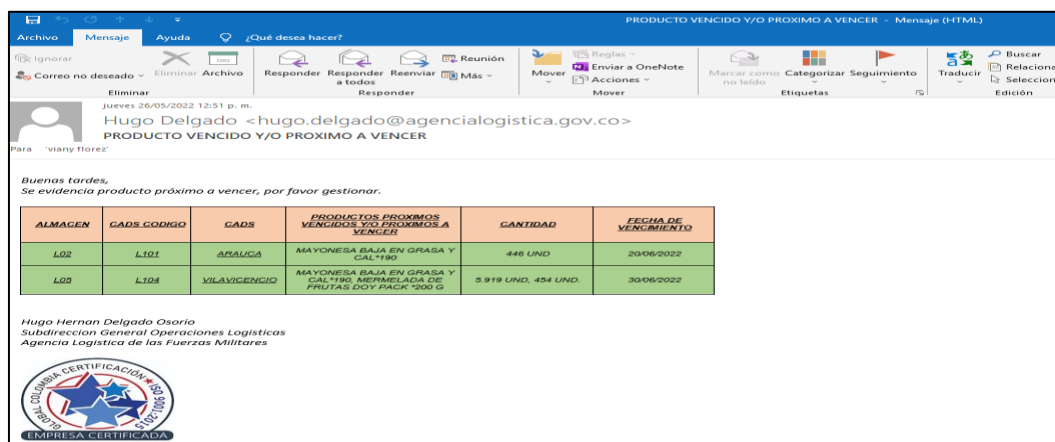 PRODUCTO VENCIDO Y/O PROXIMO A VENCER - Mensaje (HTML)
Archivo Mensaje Ayuda ¿Qué desea hacer?
Ignorar
Correo no deseado
Eliminar
Archivo
Eliminar
Responder
Responder a todos
Reenviar
Reunión
Más
Responder
Mover
Reglas
Enviar a OneNote
Acciones
Mover
Marcar como no leído
Categorizar
Seguimiento
Etiquetas
Traducir
Buscar
Relaciona
Seleccion
Edición
jueves 26/05/2022 12:51 p. m.
Hugo Delgado <hugo.delgado@agencialogistica.gov.co>
PRODUCTO VENCIDO Y/O PROXIMO A VENCER
Para 'viany florez'
Buenas tardes,
Se evidencia producto próximo a vencer, por favor gestionar.
ALMACEN CADS CODIGO CADS PRODUCTOS PROXIMOS VENCIDOS Y/O PROXIMOS A VENCER CANTIDAD FECHA DE VENCIMIENTO
L02 L101 ARAUCA MAYONESA BAJA EN GRASA Y CAL*190 446 UND 20/06/2022
L05 L104 VILAVICENCIO MAYONESA BAJA EN GRASA Y CAL*190, MERMELADA DE FRUTAS DOY PACK *200 G 5.919 UND, 454 UND. 30/06/2022
Hugo Hernan Delgado Osorio
Subdireccion General Operaciones Logisticas
Agencia Logistica de las Fuerzas Militares
GLOBAL COLOMBIA CERTIFICACIÓN ISO 9001:2015
EMPRESA CERTIFICADA